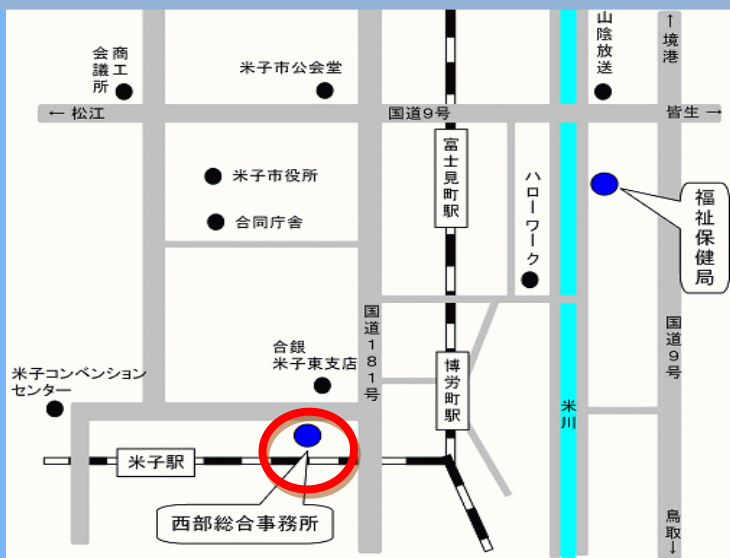 商工
会議所
米子市公会堂
山陰放送
↑境港
← 松江
国道9号
皆生 →
富士見町駅
ハローワーク
米子市役所
合同庁舎
福祉保健局
国道181号
国道9号
合銀
米子東支店
博労町駅
米川
米子コンベンション
センター
米子駅
西部総合事務所
鳥取↓